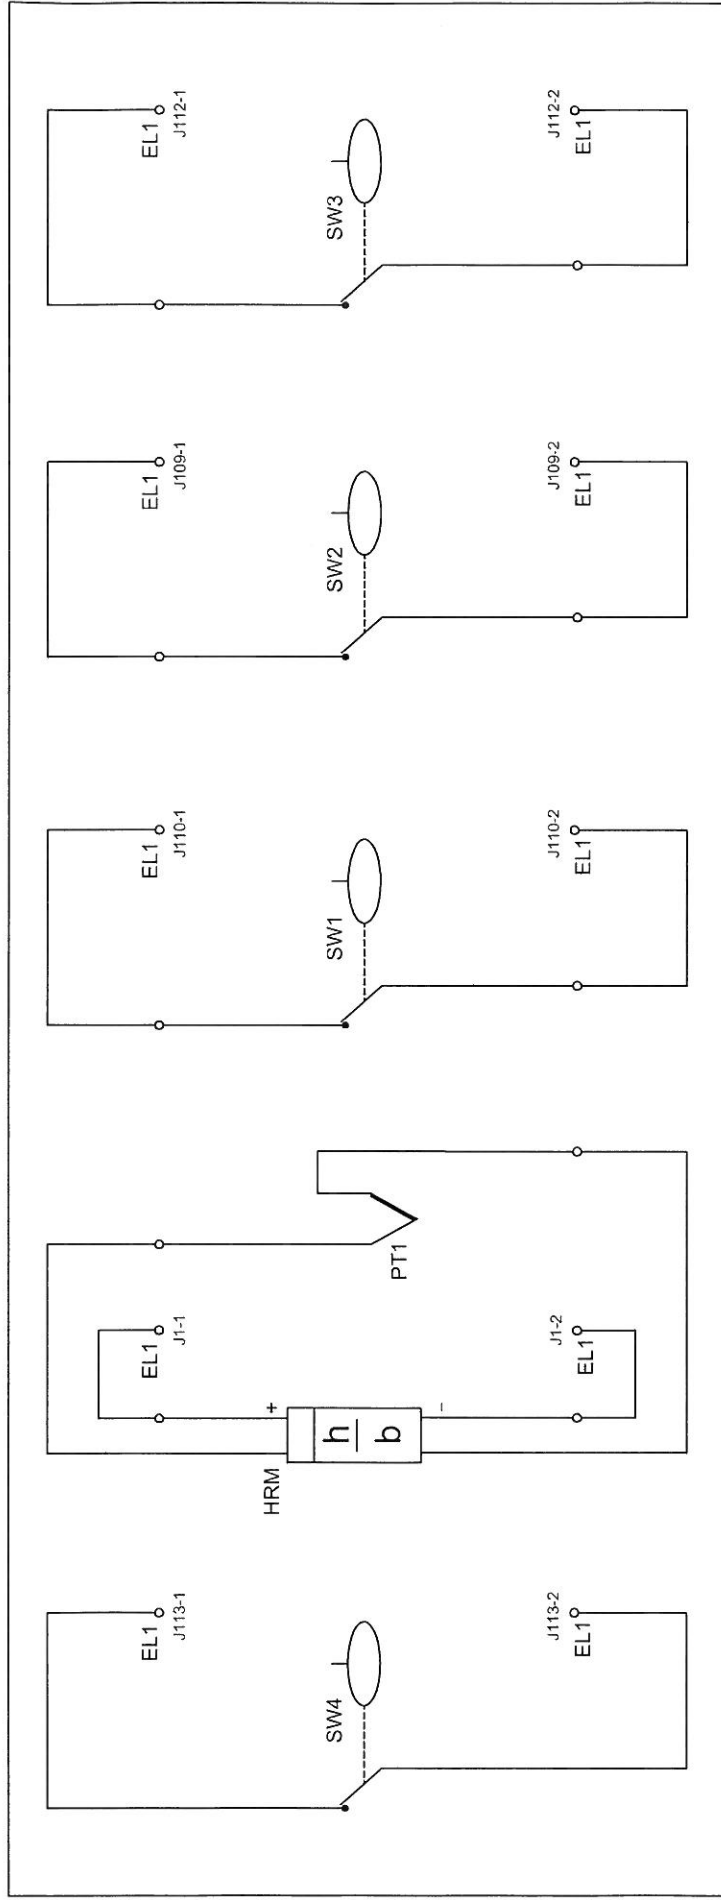 EL1
J113-1
SW4
J113-2
EL1
HRM
+
h
b
-
EL1
J1-1
J1-2
EL1
PT1
EL1
J110-1
SW1
J110-2
EL1
EL1
J109-1
SW2
J109-2
EL1
EL1
J112-1
SW3
J112-2
EL1